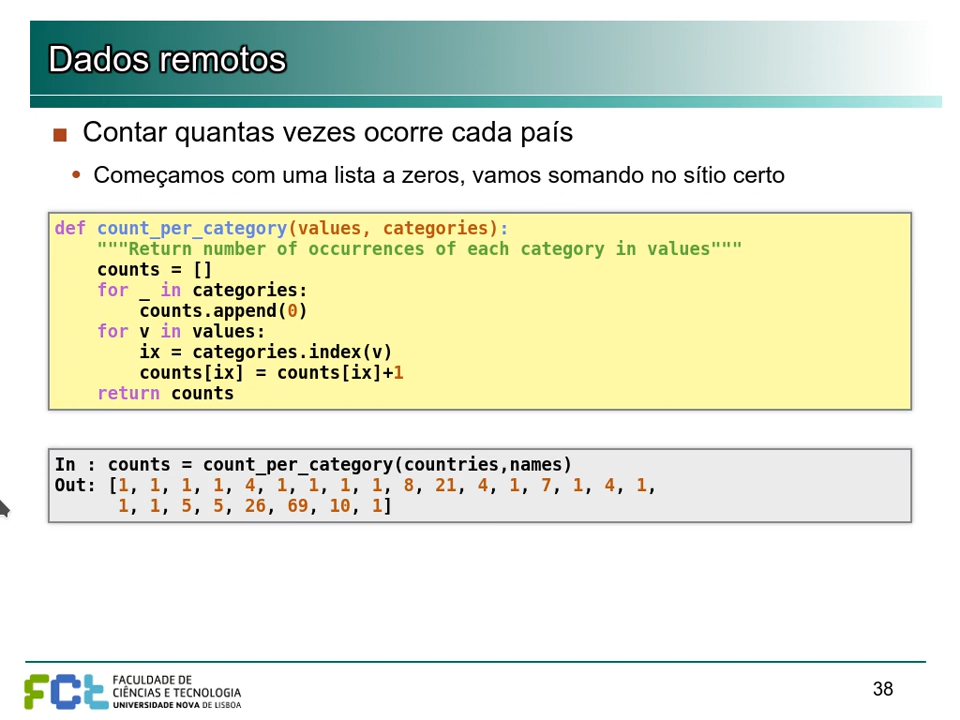 Dados remotos
Contar quantas vezes ocorre cada país
Começamos com uma lista a zeros, vamos somando no sítio certo
def count_per_category(values, categories):
    """Return number of occurrences of each category in values"""
    counts = []
    for _ in categories:
        counts.append(0)
    for v in values:
        ix = categories.index(v)
        counts[ix] = counts[ix]+1
    return counts
In : counts = count_per_category(countries,names)
Out: [1, 1, 1, 1, 4, 1, 1, 1, 1, 8, 21, 4, 1, 7, 1, 4, 1,
      1, 1, 5, 5, 26, 69, 10, 1]
FCt
FACULDADE DE
CIÊNCIAS E TECNOLOGIA
UNIVERSIDADE NOVA DE LISBOA
38